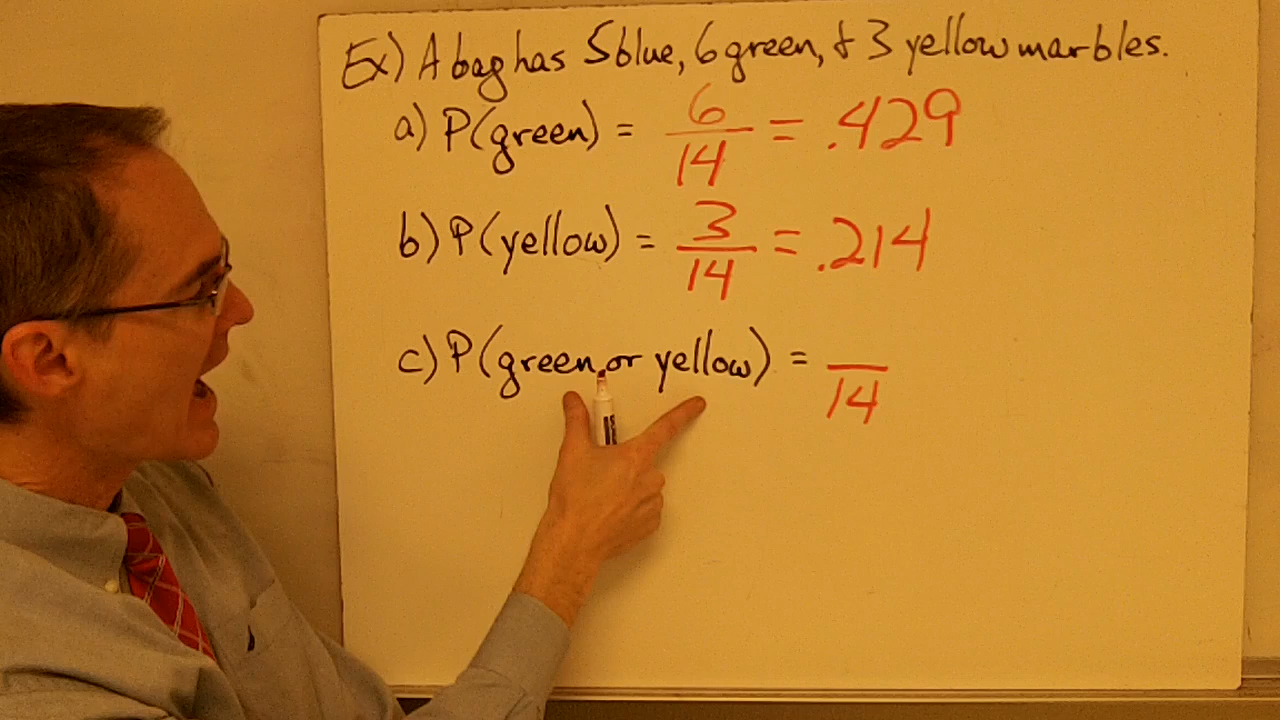 Ex) A bag has 5 blue, 6 green, & 3 yellow marbles.
a) P(green) = 6/14 = .429
b) P(yellow) = 3/14 = .214
c) P(green or yellow) = /14